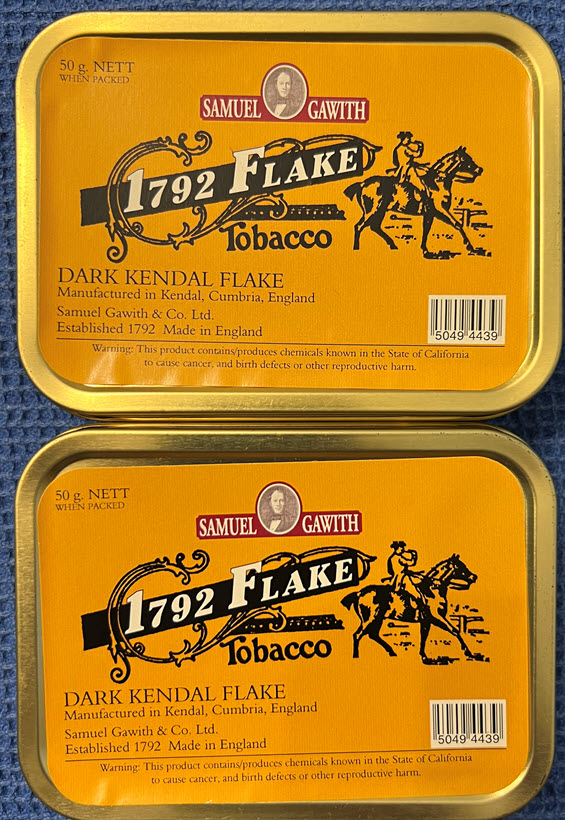 50 g. NETT
WHEN PACKED
SAMUEL GAWITH
1792 FLAKE
Tobacco
DARK KENDAL FLAKE
Manufactured in Kendal, Cumbria, England
Samuel Gawith & Co. Ltd.
Established 1792 Made in England
5049 4439
Warning: This product contains/produces chemicals known in the State of California
to cause cancer, and birth defects or other reproductive harm.
50 g. NETT
WHEN PACKED
SAMUEL GAWITH
1792 FLAKE
Tobacco
DARK KENDAL FLAKE
Manufactured in Kendal, Cumbria, England
Samuel Gawith & Co. Ltd.
Established 1792 Made in England
5049 4439
Warning: This product contains/produces chemicals known in the State of California
to cause cancer, and birth defects or other reproductive harm.